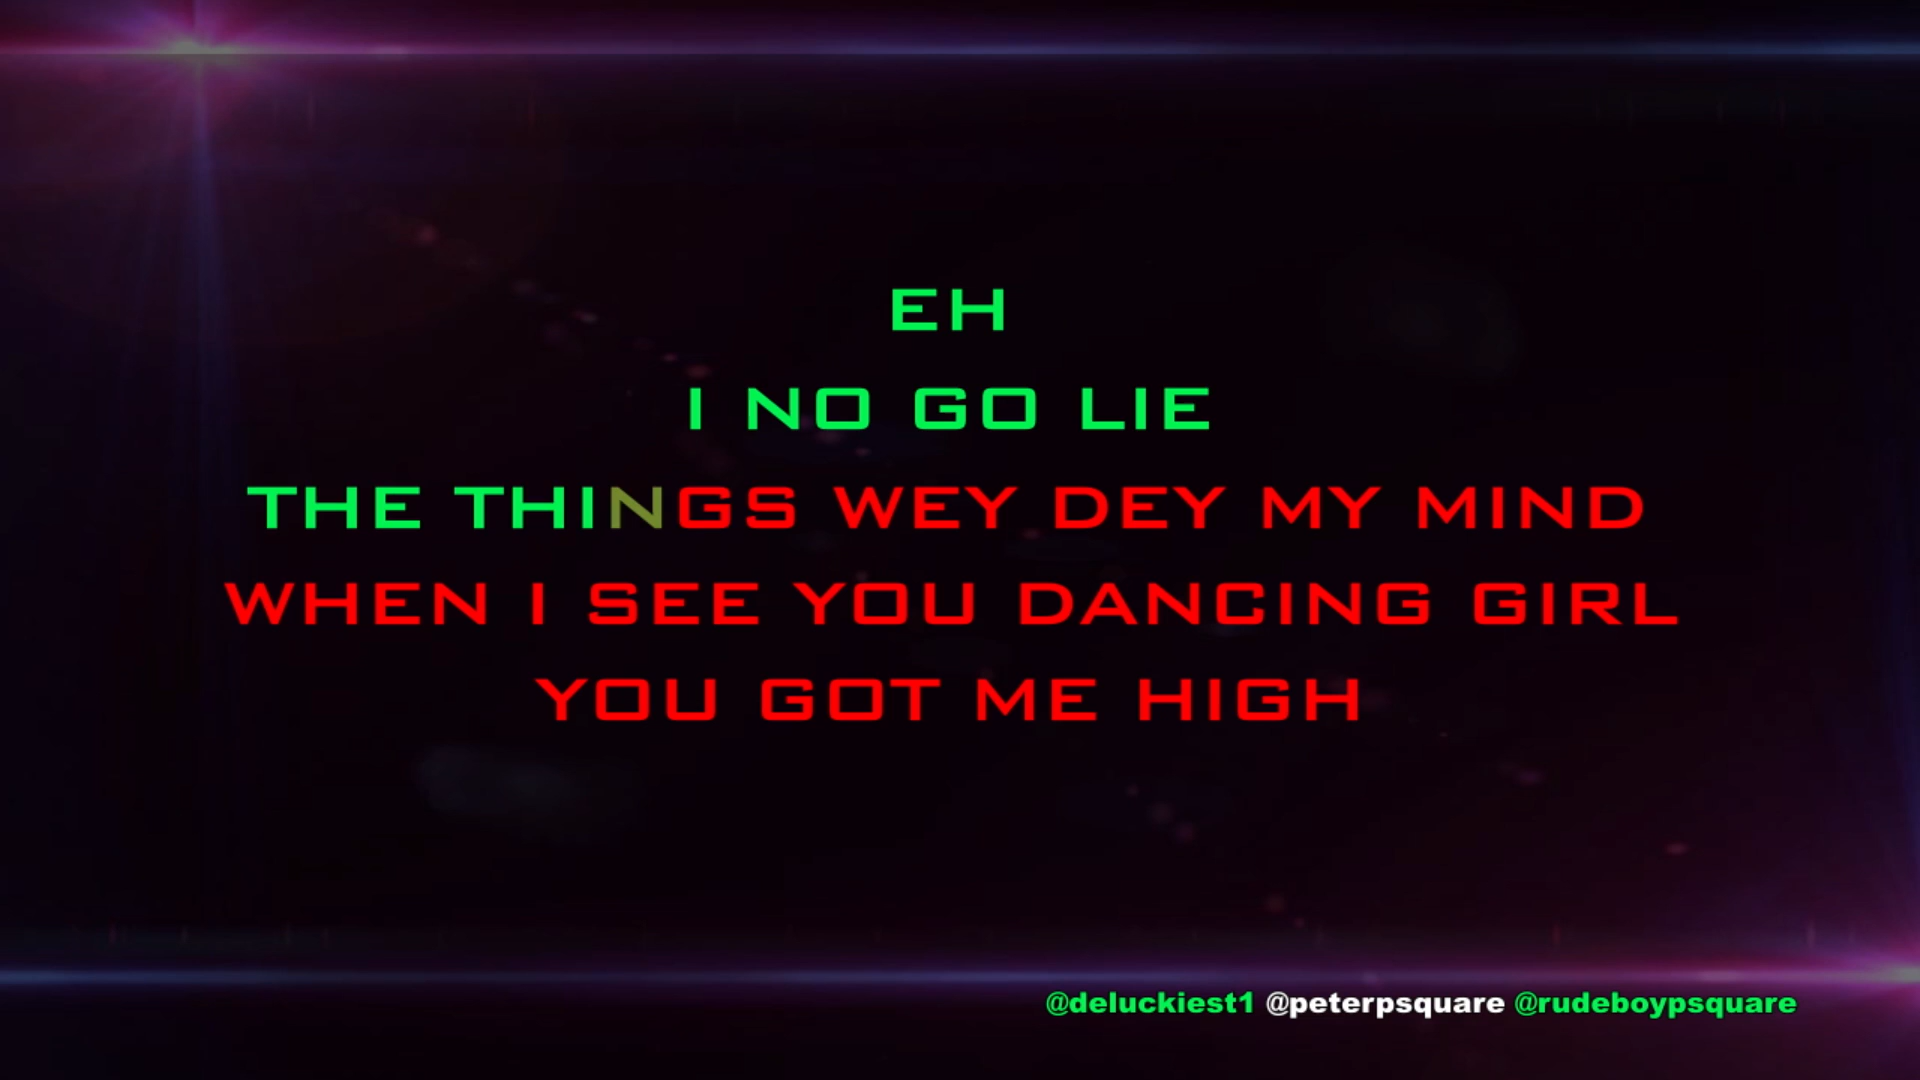 EH
I NO GO LIE
THE THINGS WEY DEY MY MIND
WHEN I SEE YOU DANCING GIRL
YOU GOT ME HIGH
@deluckiest1 @peterpsquare @rudeboypsquare